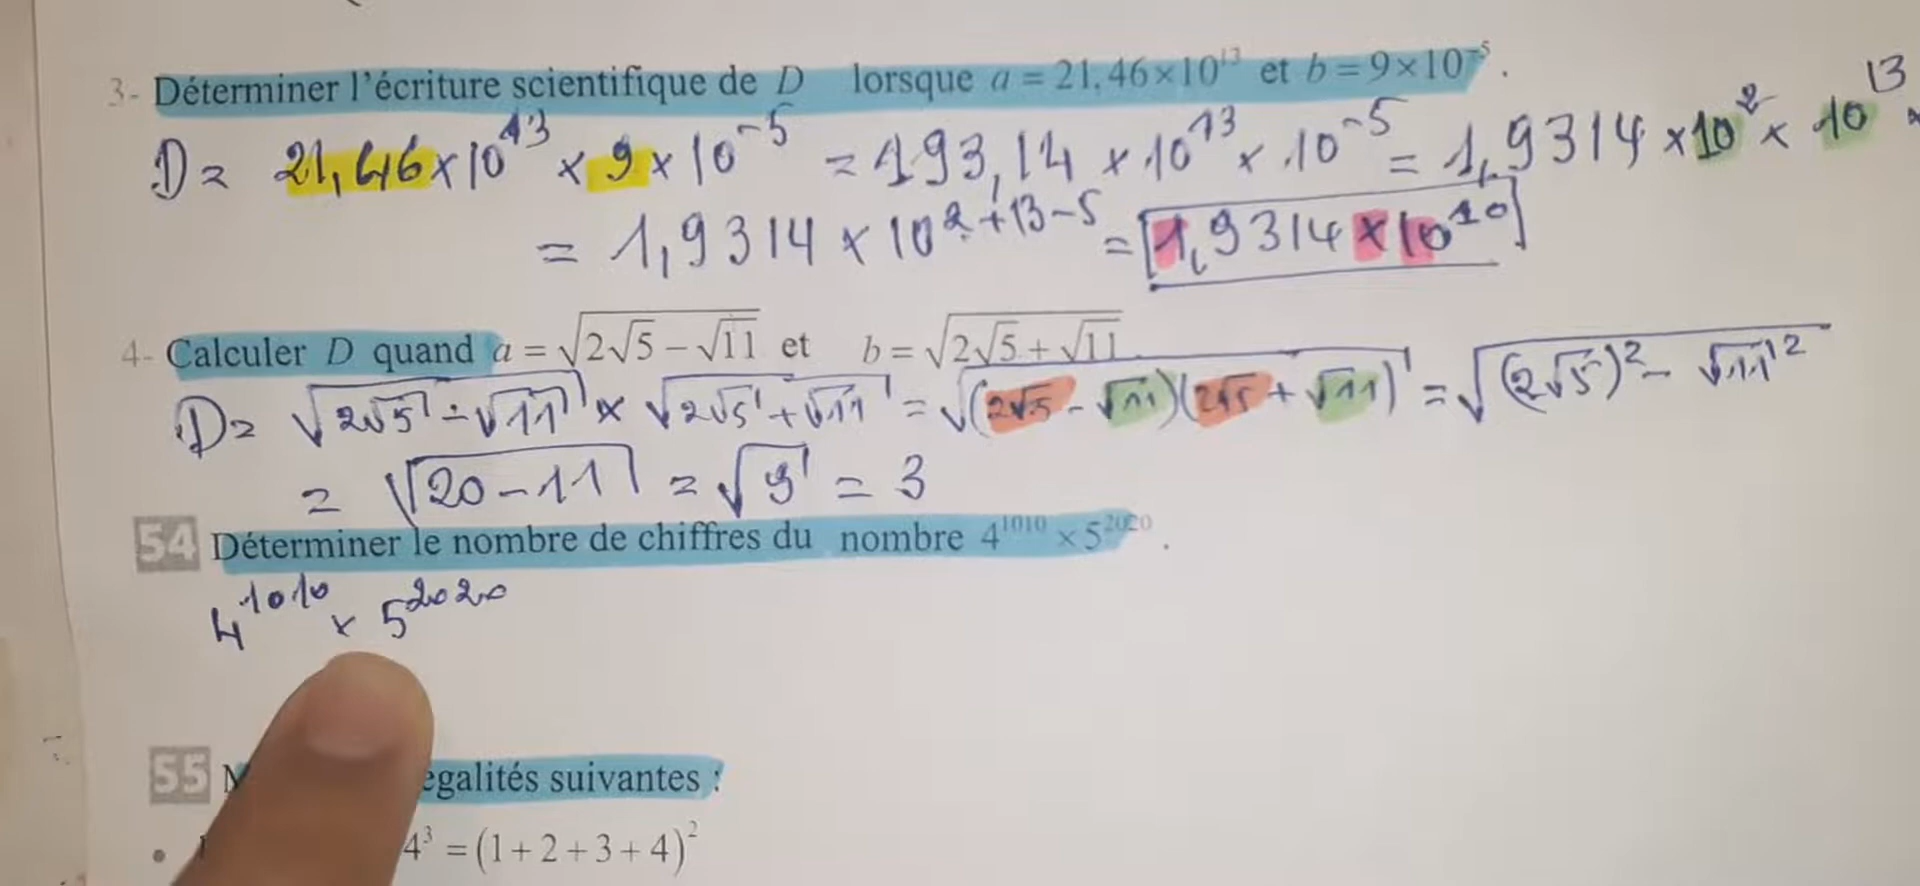 3- Déterminer l'écriture scientifique de D lorsque a = 21,46×10¹³ et b = 9×10⁻⁵ .
D = 21,46×10¹³ × 9 × 10⁻⁵ = 193,14 × 10¹³ × 10⁻⁵ = 1,9314 × 10² × 10¹³
= 1,9314 × 10²⁺¹³⁻⁵ = 1,9314 × 10¹⁰
4- Calculer D quand a = √(2√5 − √11) et b = √(2√5 + √11)
D = √(2√5 − √11) × √(2√5 + √11) = √((2√5 − √11)(2√5 + √11)) = √((2√5)² − √11²)
= √(20 − 11) = √9 = 3
54 Déterminer le nombre de chiffres du nombre 4¹⁰¹⁰ × 5²⁰²⁰ .
4¹⁰¹⁰ × 5²⁰²⁰
55 égalités suivantes :
• 4³ = (1 + 2 + 3 + 4)²